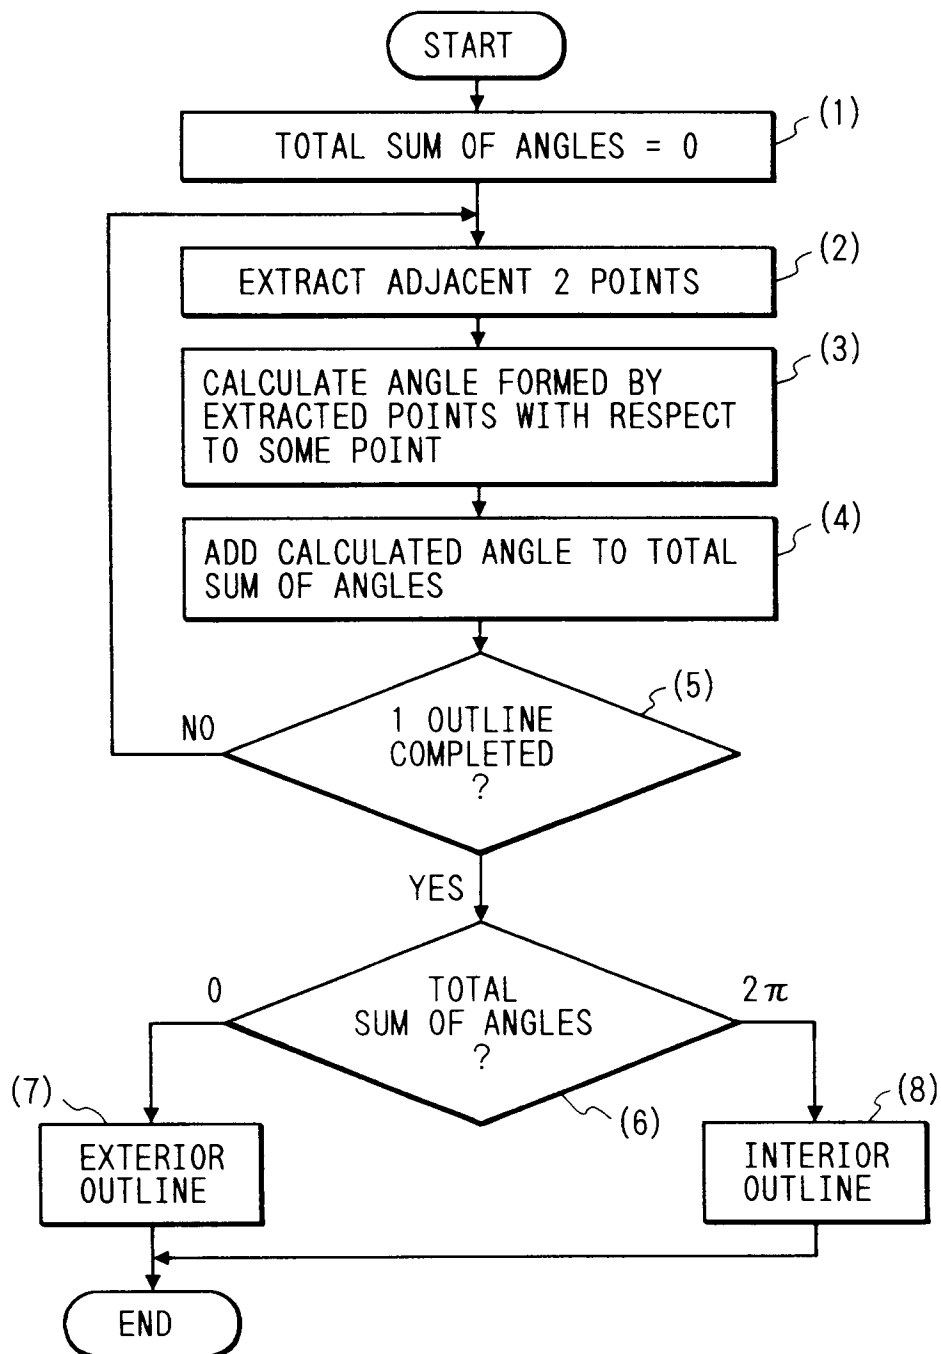 START
(1)
TOTAL SUM OF ANGLES = 0
(2)
EXTRACT ADJACENT 2 POINTS
(3)
CALCULATE ANGLE FORMED BY
EXTRACTED POINTS WITH RESPECT
TO SOME POINT
(4)
ADD CALCULATED ANGLE TO TOTAL
SUM OF ANGLES
(5)
1 OUTLINE
COMPLETED
?
NO
YES
0
TOTAL
SUM OF ANGLES
?
2π
(6)
(7)
EXTERIOR
OUTLINE
(8)
INTERIOR
OUTLINE
END